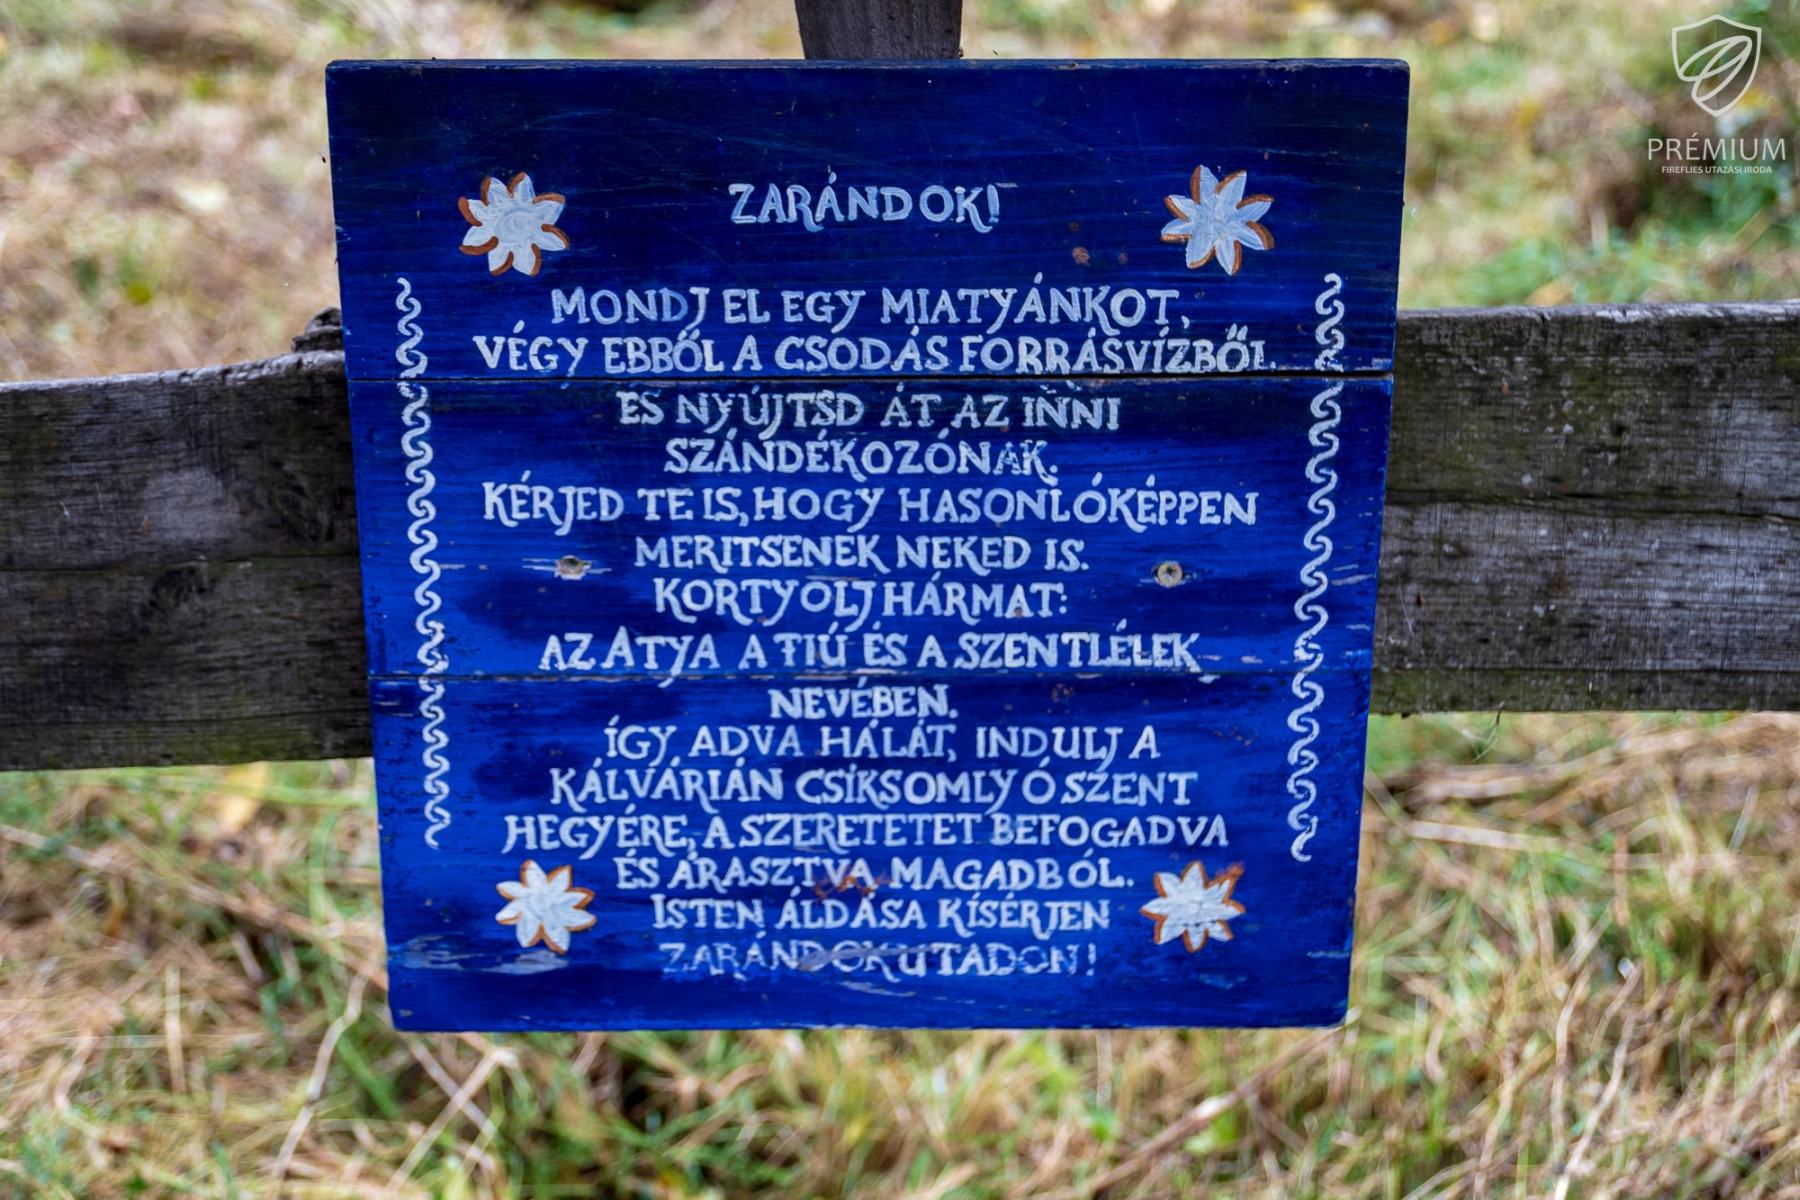 ZARÁNDOK!
MONDJ EL EGY MIATYÁNKOT,
VÉGY EBBŐL A CSODÁS FORRÁSVÍZBŐL
ÉS NYÚJTSD ÁT AZ INNI
SZÁNDÉKOZÓNAK.
KÉRJED TE IS, HOGY HASONLÓKÉPPEN
MERITSENEK NEKED IS.
KORTYOLJ HÁRMAT:
AZ ATYA A FIÚ ÉS A SZENTLÉLEK
NEVÉBEN.
ÍGY ADVA HÁLÁT, INDULJ A
KÁLVÁRIÁN CSÍKSOMLYÓ SZENT
HEGYÉRE, A SZERETETET BEFOGADVA
ÉS ÁRASZTVA MAGADBÓL.
ISTEN ÁLDÁSA KÍSÉRJEN
ZARÁNDOKUTADON!
PRÉMIUM
FIREFLIES UTAZÁSI IRODA